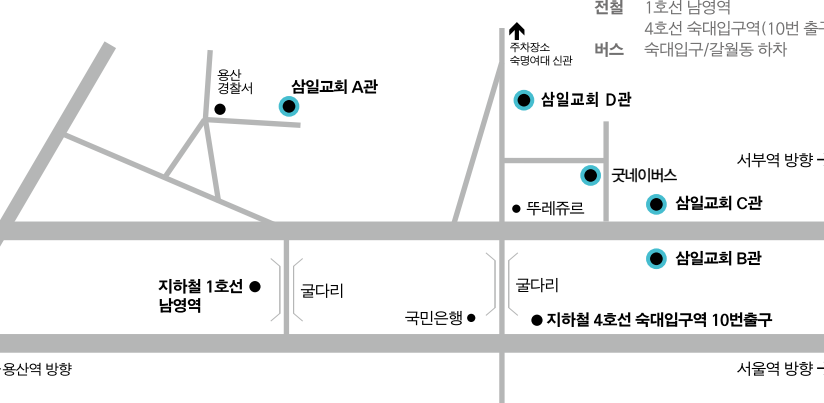 전철 1호선 남영역
4호선 숙대입구역(10번 출구
버스 숙대입구/갈월동 하차
주차장소
숙명여대 신관
용산
경찰서
삼일교회 A관
삼일교회 D관
서부역 방향
굿네이버스
삼일교회 C관
뚜레쥬르
삼일교회 B관
지하철 1호선
남영역
굴다리
굴다리
국민은행
지하철 4호선 숙대입구역 10번출구
용산역 방향
서울역 방향